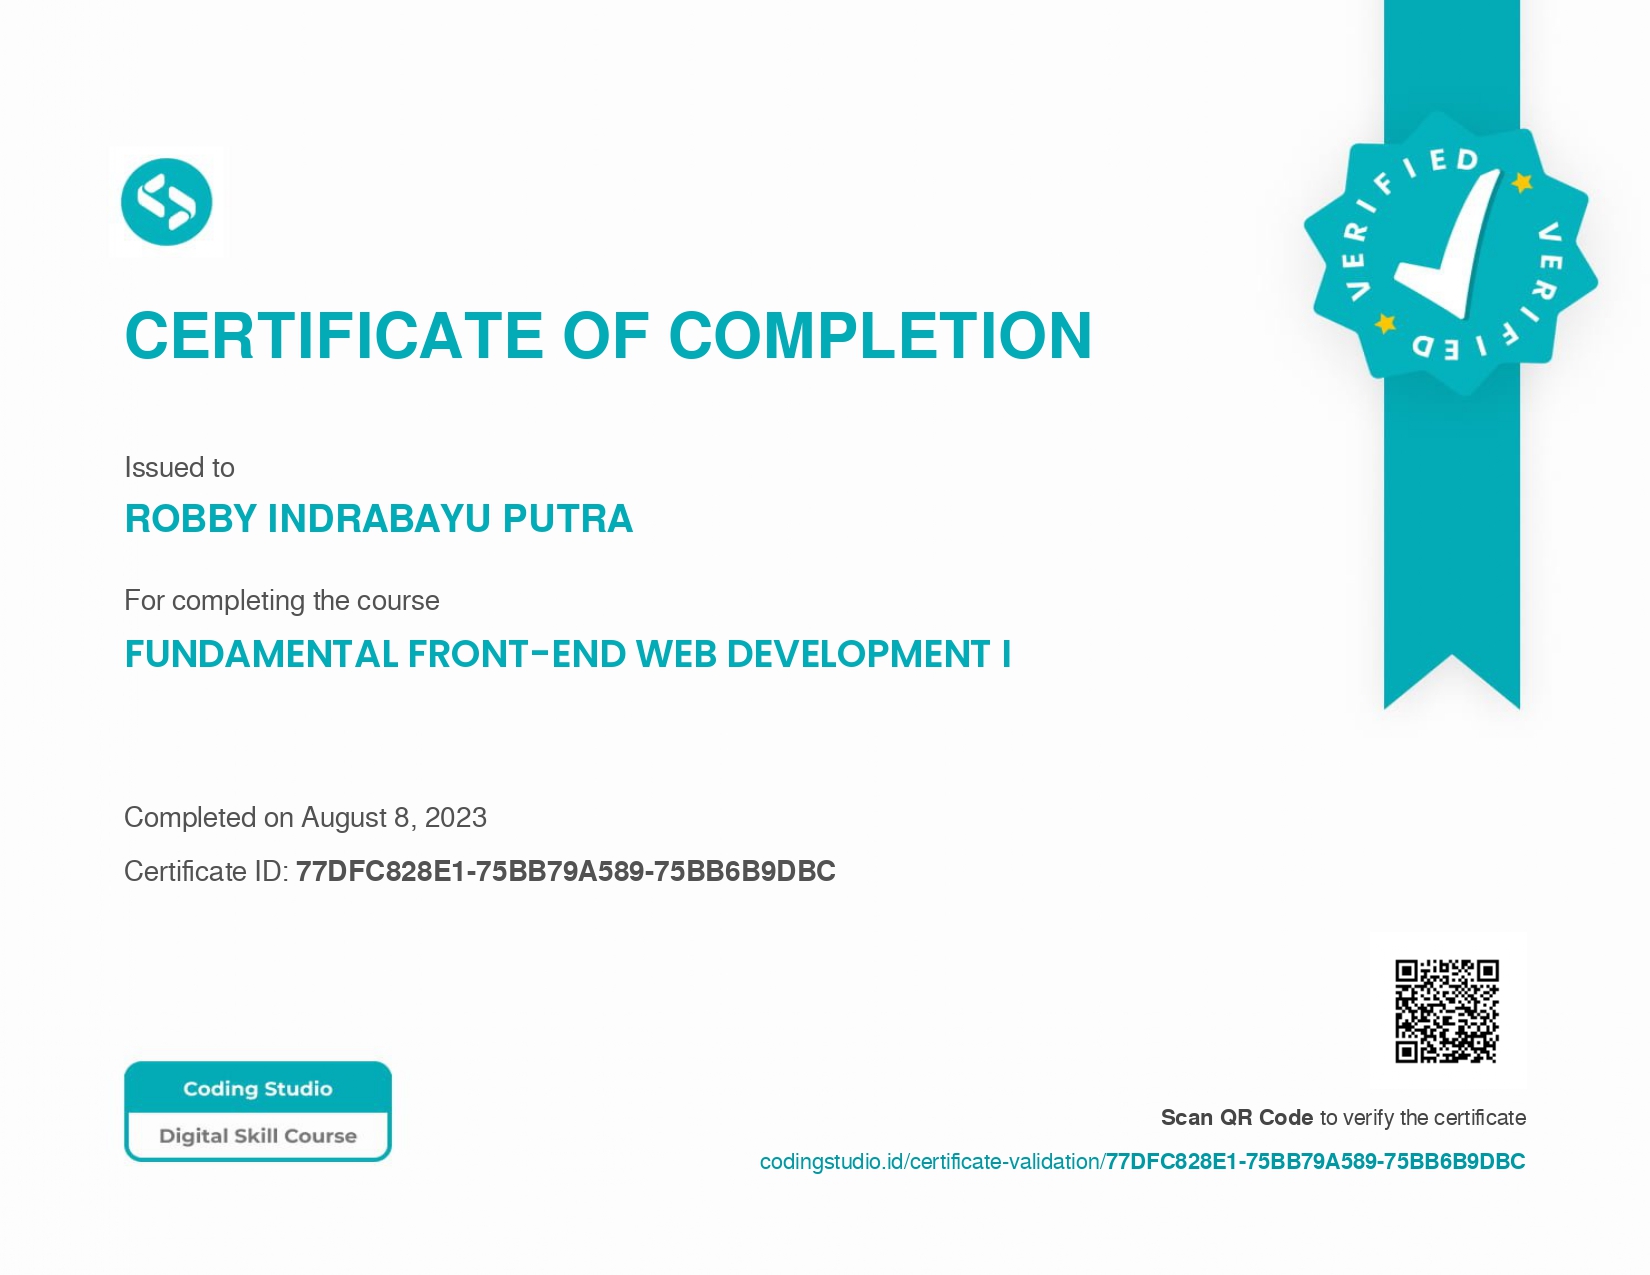 VERIFIED VERIFIED
CERTIFICATE OF COMPLETION
Issued to
ROBBY INDRABAYU PUTRA
For completing the course
FUNDAMENTAL FRONT-END WEB DEVELOPMENT I
Completed on August 8, 2023
Certificate ID: 77DFC828E1-75BB79A589-75BB6B9DBC
Coding Studio
Digital Skill Course
Scan QR Code to verify the certificate
codingstudio.id/certificate-validation/77DFC828E1-75BB79A589-75BB6B9DBC